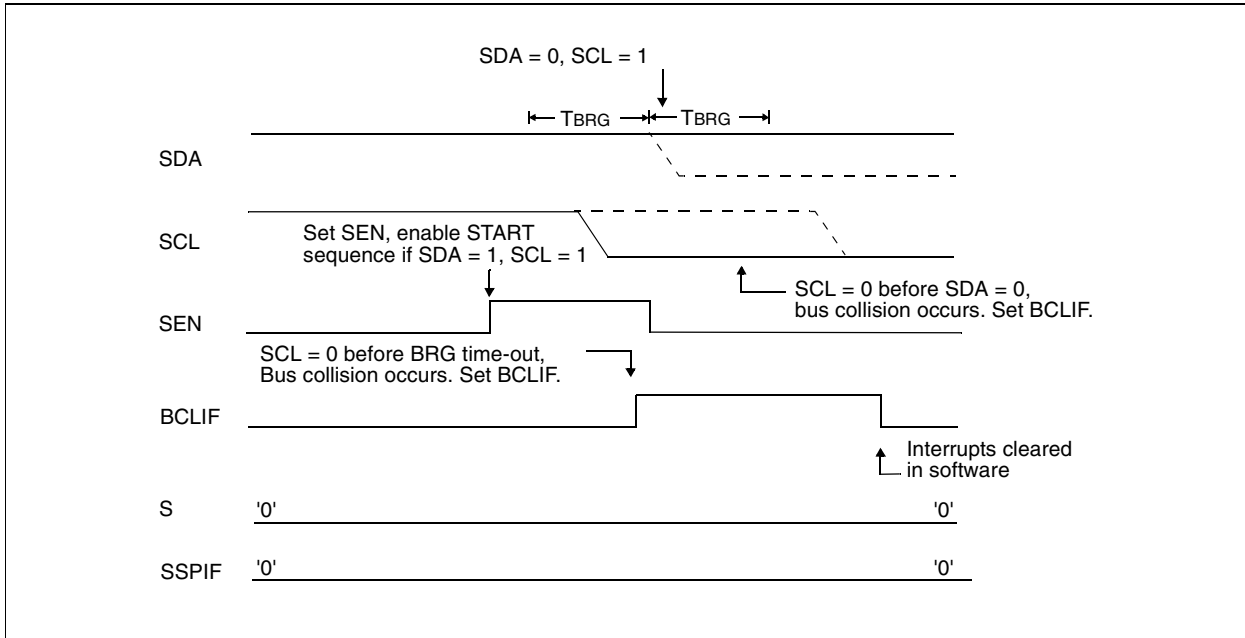 SDA = 0, SCL = 1
TBRG TBRG
SDA
SCL
Set SEN, enable START
sequence if SDA = 1, SCL = 1
SCL = 0 before SDA = 0,
bus collision occurs. Set BCLIF.
SEN
SCL = 0 before BRG time-out,
Bus collision occurs. Set BCLIF.
BCLIF
Interrupts cleared
in software
S '0' '0'
SSPIF '0' '0'